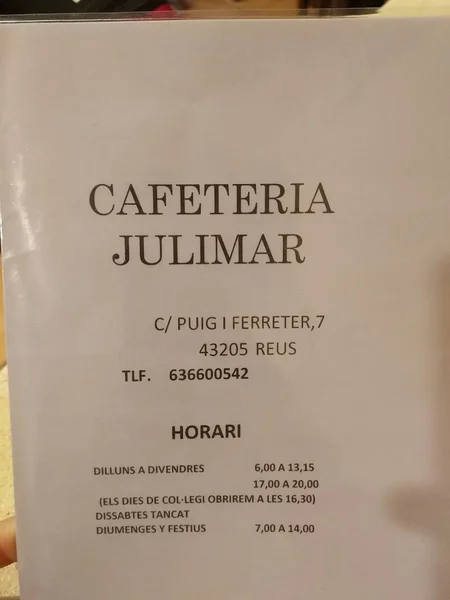 CAFETERIA
JULIMAR
C/ PUIG I FERRETER,7
43205 REUS
TLF. 636600542
HORARI
DILLUNS A DIVENDRES 6,00 A 13,15
17,00 A 20,00
(ELS DIES DE COL·LEGI OBRIREM A LES 16,30)
DISSABTES TANCAT
DIUMENGES Y FESTIUS 7,00 A 14,00